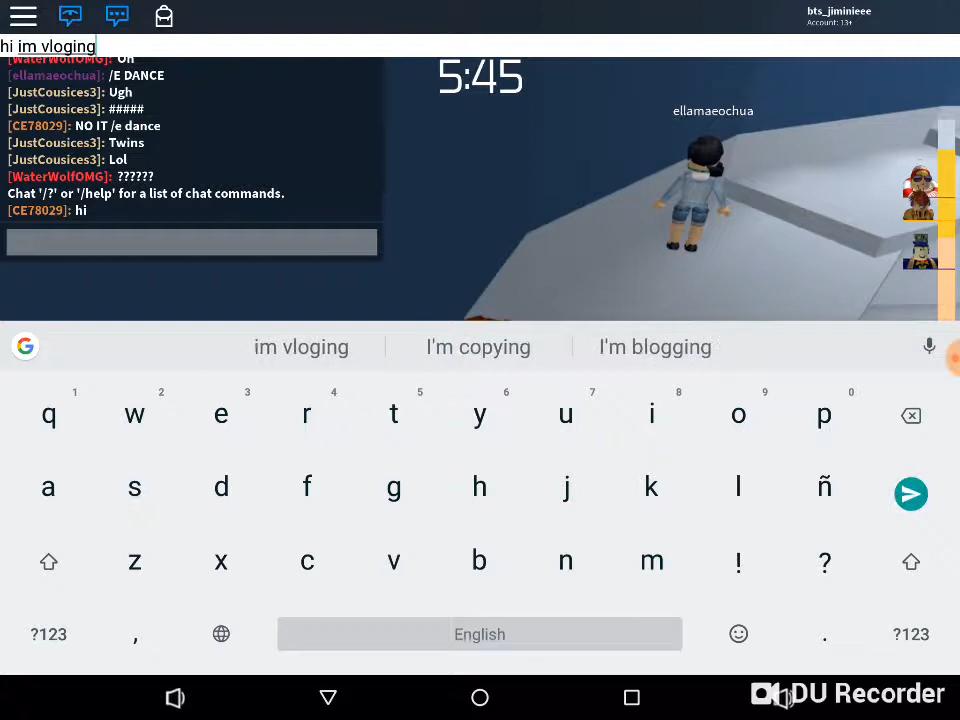 bts_jiminieee
Account: 13+
hi im vloging
[WaterWolfOMG]: Oh
[ellamaeochua]: /E DANCE
[JustCousices3]: Ugh
[JustCousices3]: #####
[CE78029]: NO IT /e dance
[JustCousices3]: Twins
[JustCousices3]: Lol
[WaterWolfOMG]: ??????
Chat '/?' or '/help' for a list of chat commands.
[CE78029]: hi
5:45
ellamaeochua
im vloging I'm copying I'm blogging
1 2 3 4 5 6 7 8 9 0
q w e r t y u i o p
a s d f g h j k l ñ
z x c v b n m ! ?
?123 , English . ?123
DU Recorder